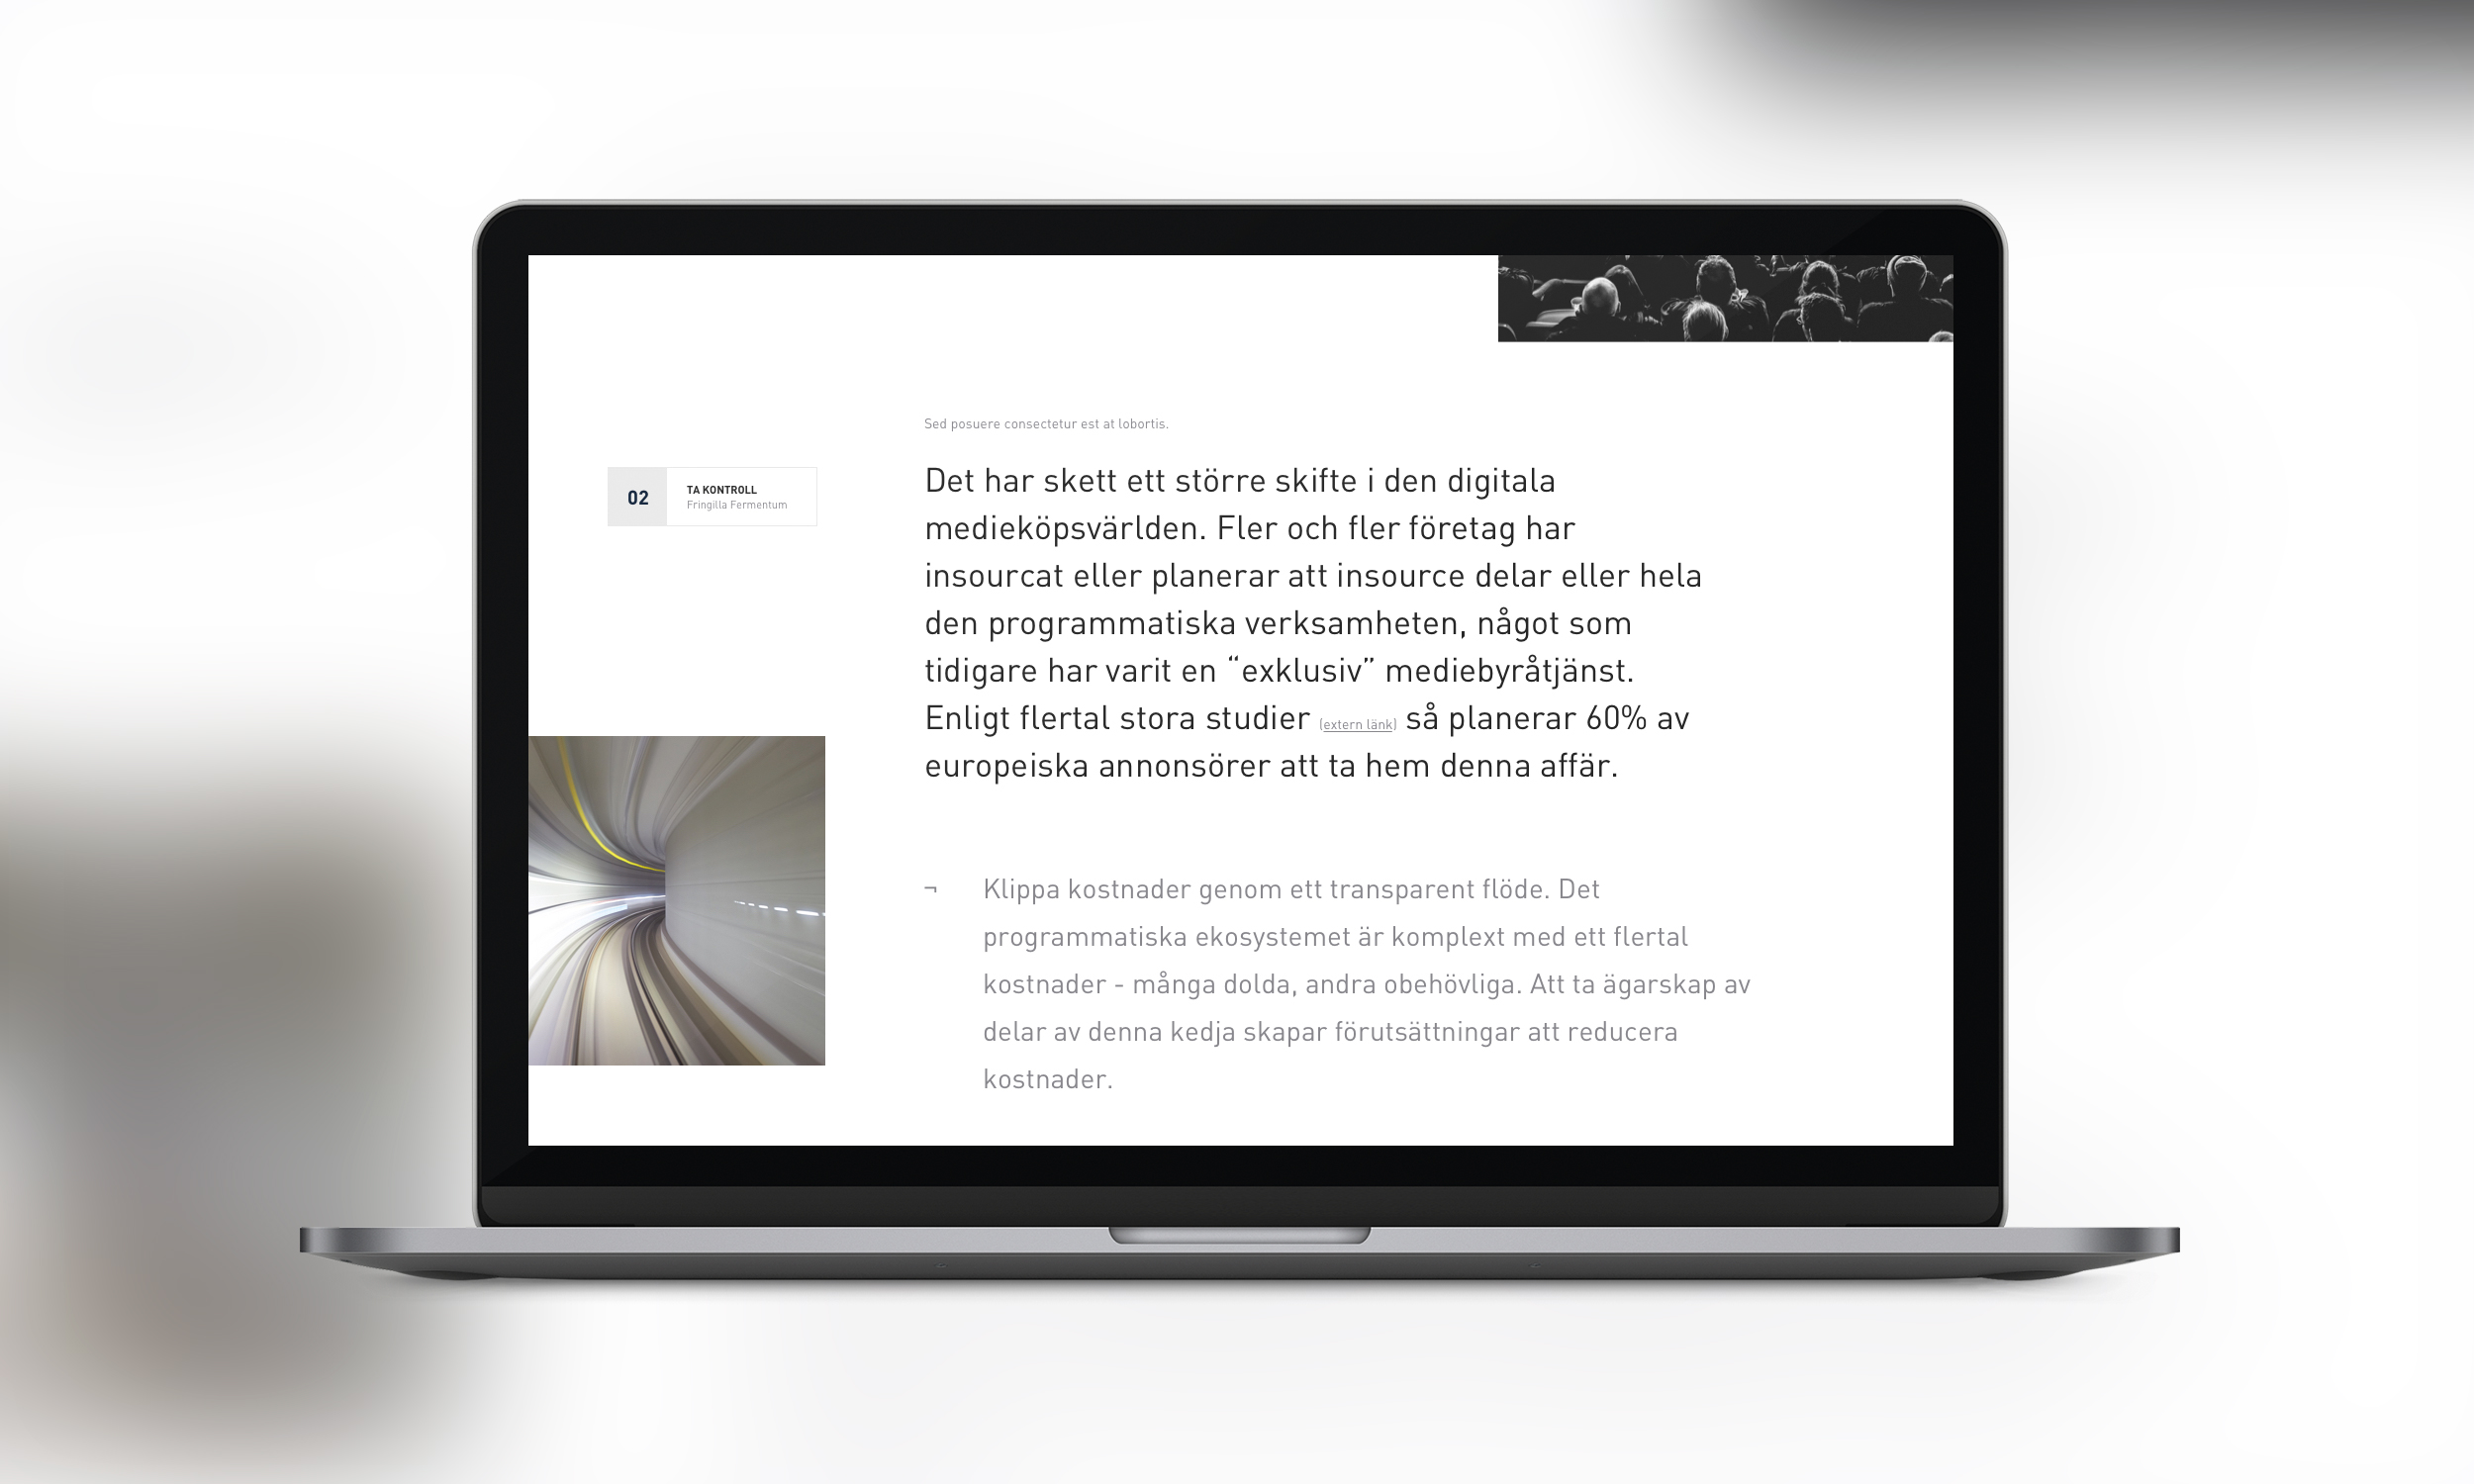 Sed posuere consectetur est at lobortis.
02
TA KONTROLL
Fringilla Fermentum
Det har skett ett större skifte i den digitala
medieköpsvärlden. Fler och fler företag har
insourcat eller planerar att insource delar eller hela
den programmatiska verksamheten, något som
tidigare har varit en “exklusiv” mediebyråtjänst.
Enligt flertal stora studier (extern länk) så planerar 60% av
europeiska annonsörer att ta hem denna affär.
¬ Klippa kostnader genom ett transparent flöde. Det
programmatiska ekosystemet är komplext med ett flertal
kostnader - många dolda, andra obehövliga. Att ta ägarskap av
delar av denna kedja skapar förutsättningar att reducera
kostnader.